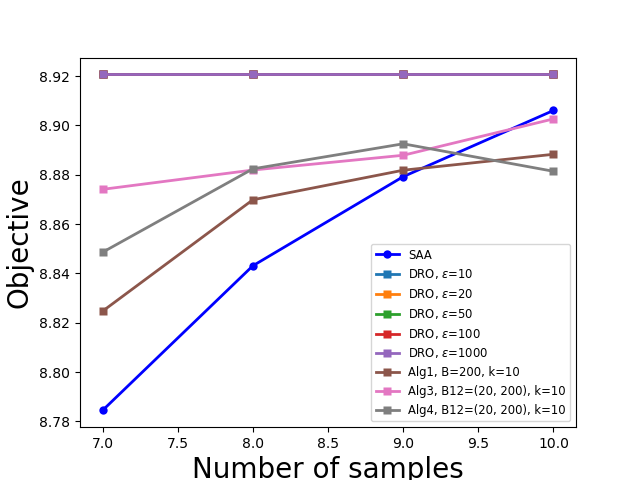 Objective
8.92
8.90
8.88
8.86
8.84
8.82
8.80
8.78
7.0 7.5 8.0 8.5 9.0 9.5 10.0
Number of samples
SAA
DRO, ε=10
DRO, ε=20
DRO, ε=50
DRO, ε=100
DRO, ε=1000
Alg1, B=200, k=10
Alg3, B12=(20, 200), k=10
Alg4, B12=(20, 200), k=10